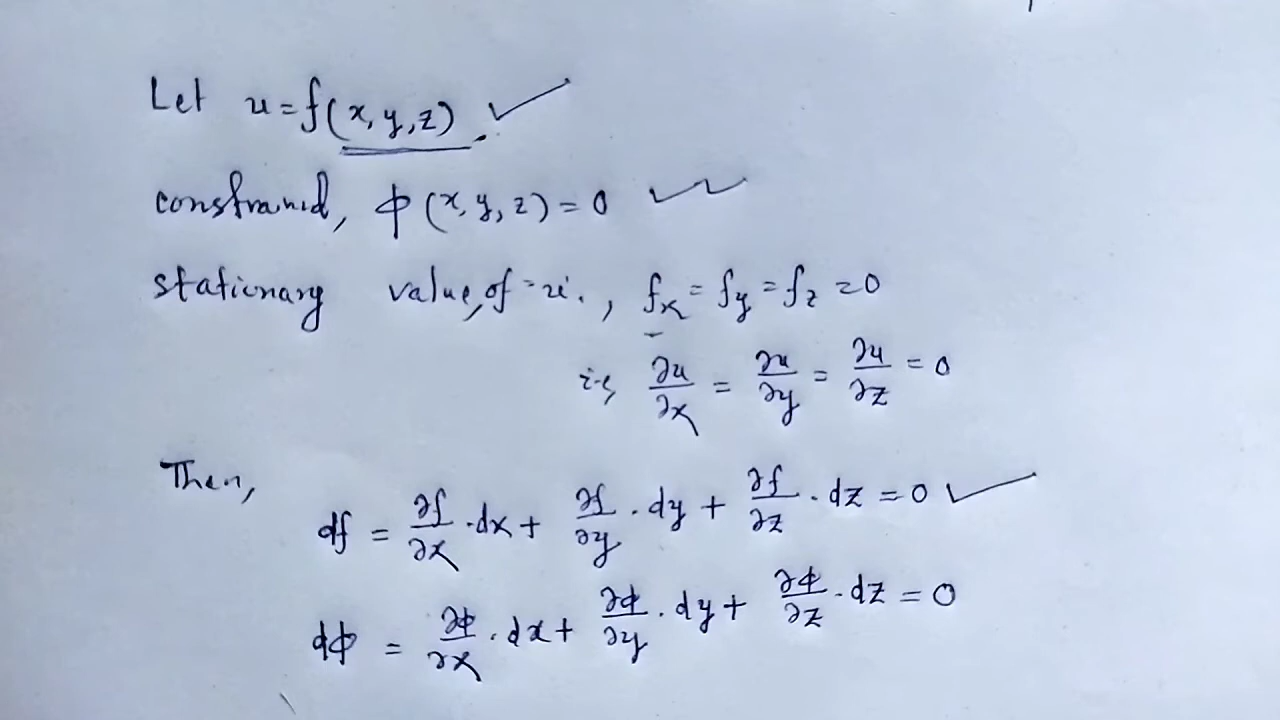 Let u = f(x, y, z)
constraind, φ (x, y, z) = 0
stationary value, of u., fx = fy = fz = 0
i.e, ∂u/∂x = ∂u/∂y = ∂u/∂z = 0
Then,
df = ∂f/∂x · dx + ∂f/∂y · dy + ∂f/∂z · dz = 0
dφ = ∂φ/∂x · dx + ∂φ/∂y · dy + ∂φ/∂z · dz = 0